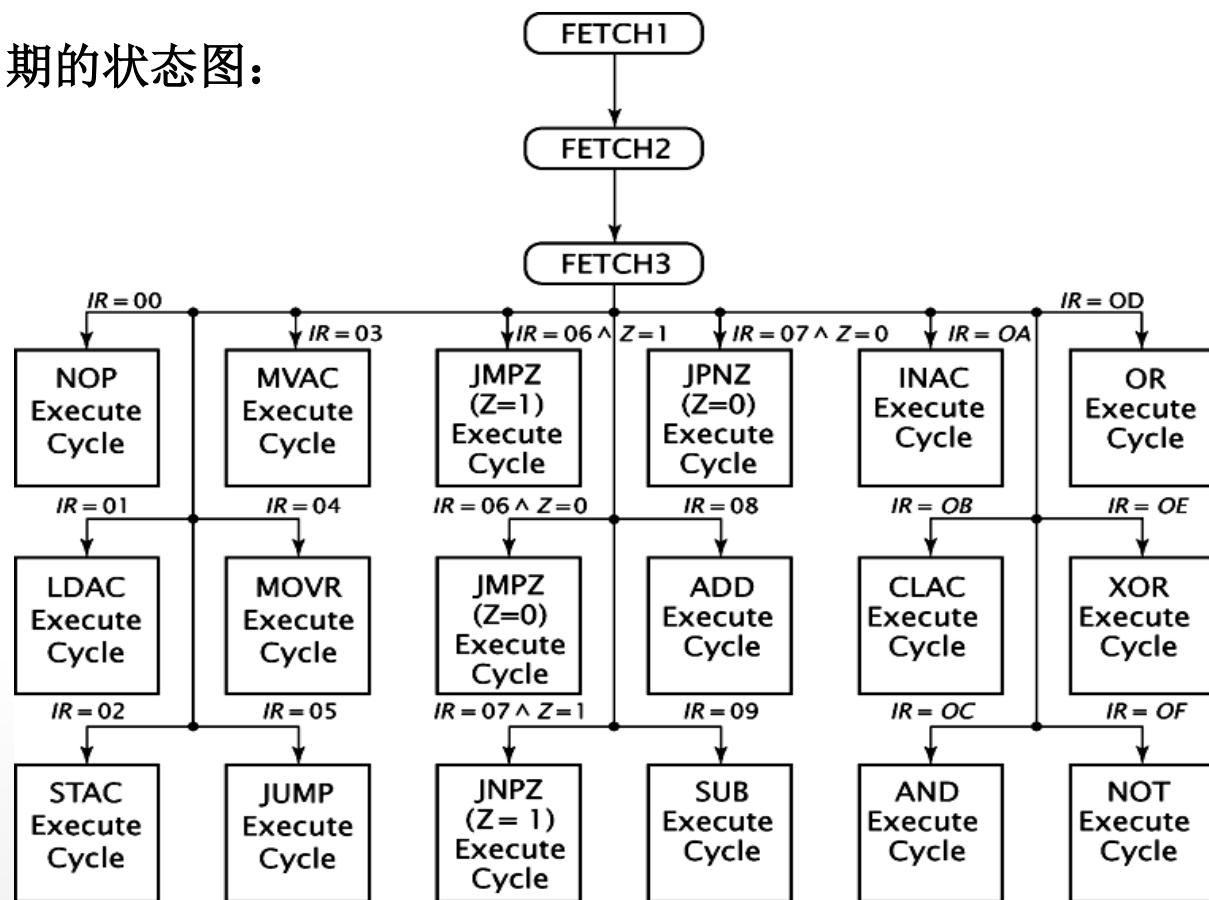 期的状态图：
FETCH1
FETCH2
FETCH3
IR = 00
IR = 03
IR = 06 ∧ Z = 1
IR = 07 ∧ Z = 0
IR = OA
IR = OD
NOP
Execute
Cycle
MVAC
Execute
Cycle
JMPZ
(Z=1)
Execute
Cycle
JPNZ
(Z=0)
Execute
Cycle
INAC
Execute
Cycle
OR
Execute
Cycle
IR = 01
IR = 04
IR = 06 ∧ Z = 0
IR = 08
IR = OB
IR = OE
LDAC
Execute
Cycle
MOVR
Execute
Cycle
JMPZ
(Z=0)
Execute
Cycle
ADD
Execute
Cycle
CLAC
Execute
Cycle
XOR
Execute
Cycle
IR = 02
IR = 05
IR = 07 ∧ Z = 1
IR = 09
IR = OC
IR = OF
STAC
Execute
Cycle
JUMP
Execute
Cycle
JNPZ
(Z= 1)
Execute
Cycle
SUB
Execute
Cycle
AND
Execute
Cycle
NOT
Execute
Cycle